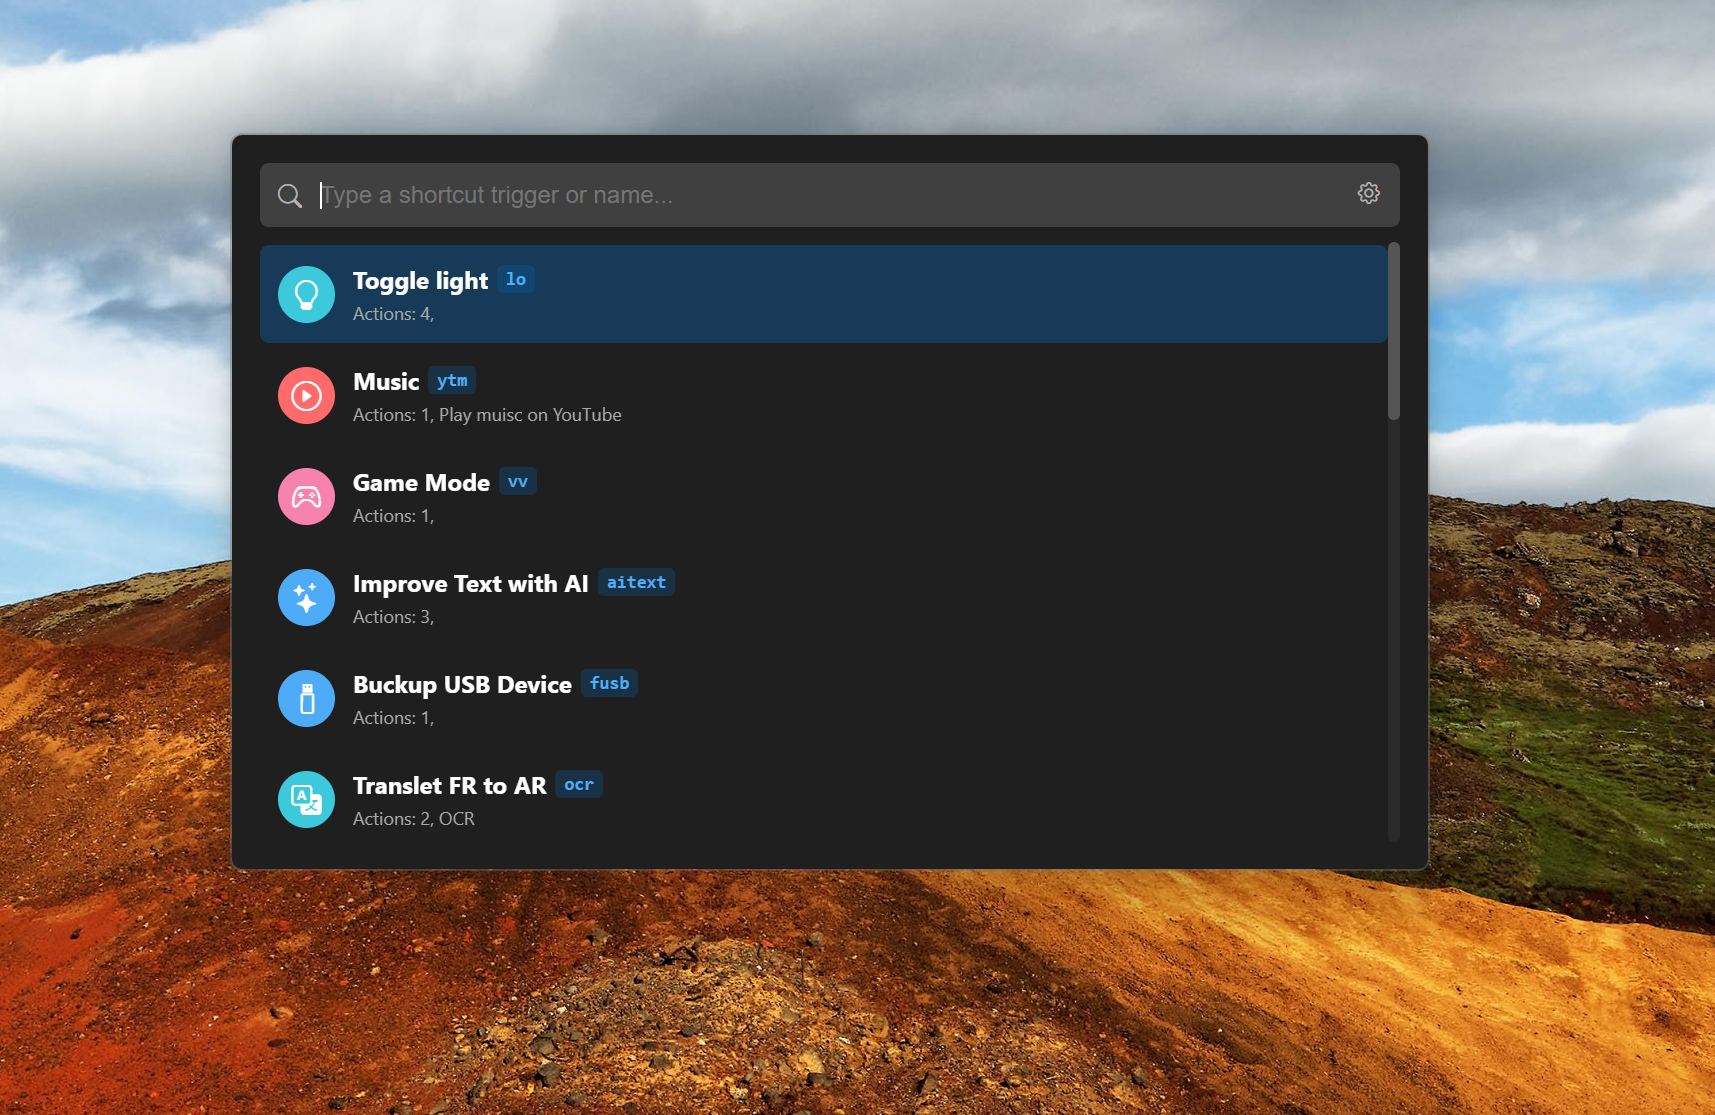 Type a shortcut trigger or name...
Toggle light lo
Actions: 4,
Music ytm
Actions: 1, Play muisc on YouTube
Game Mode vv
Actions: 1,
Improve Text with AI aitext
Actions: 3,
Buckup USB Device fusb
Actions: 1,
Translet FR to AR ocr
Actions: 2, OCR